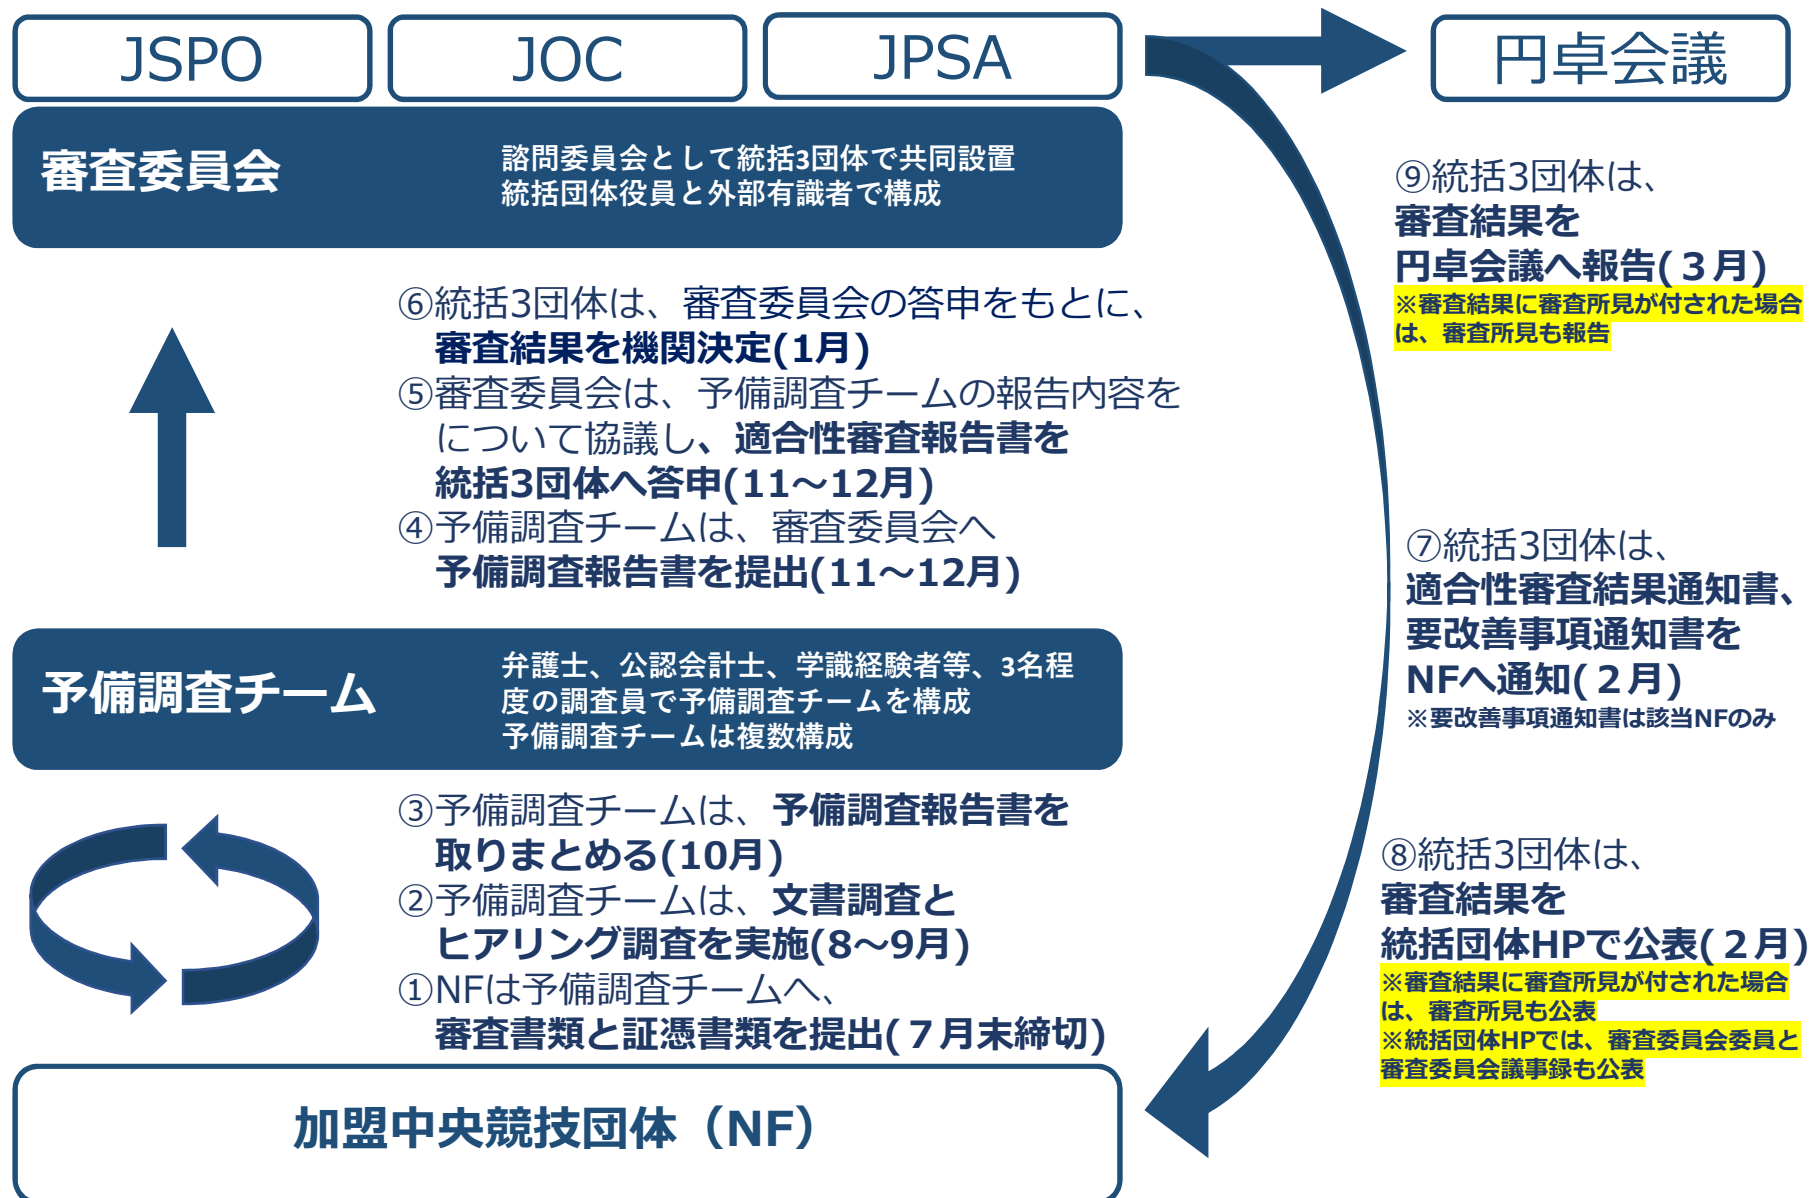 JSPO
JOC
JPSA
円卓会議
審査委員会
諮問委員会として統括3団体で共同設置
統括団体役員と外部有識者で構成
⑥統括3団体は、審査委員会の答申をもとに、
審査結果を機関決定(1月)
⑤審査委員会は、予備調査チームの報告内容を
について協議し、適合性審査報告書を
統括3団体へ答申(11～12月)
④予備調査チームは、審査委員会へ
予備調査報告書を提出(11～12月)
予備調査チーム
弁護士、公認会計士、学識経験者等、3名程
度の調査員で予備調査チームを構成
予備調査チームは複数構成
③予備調査チームは、予備調査報告書を
取りまとめる(10月)
②予備調査チームは、文書調査と
ヒアリング調査を実施(8～9月)
①NFは予備調査チームへ、
審査書類と証憑書類を提出(７月末締切)
加盟中央競技団体（NF）
⑨統括3団体は、
審査結果を
円卓会議へ報告(３月)
※審査結果に審査所見が付された場合
は、審査所見も報告
⑦統括3団体は、
適合性審査結果通知書、
要改善事項通知書を
NFへ通知(２月)
※要改善事項通知書は該当NFのみ
⑧統括3団体は、
審査結果を
統括団体HPで公表(２月)
※審査結果に審査所見が付された場合
は、審査所見も公表
※統括団体HPでは、審査委員会委員と
審査委員会議事録も公表